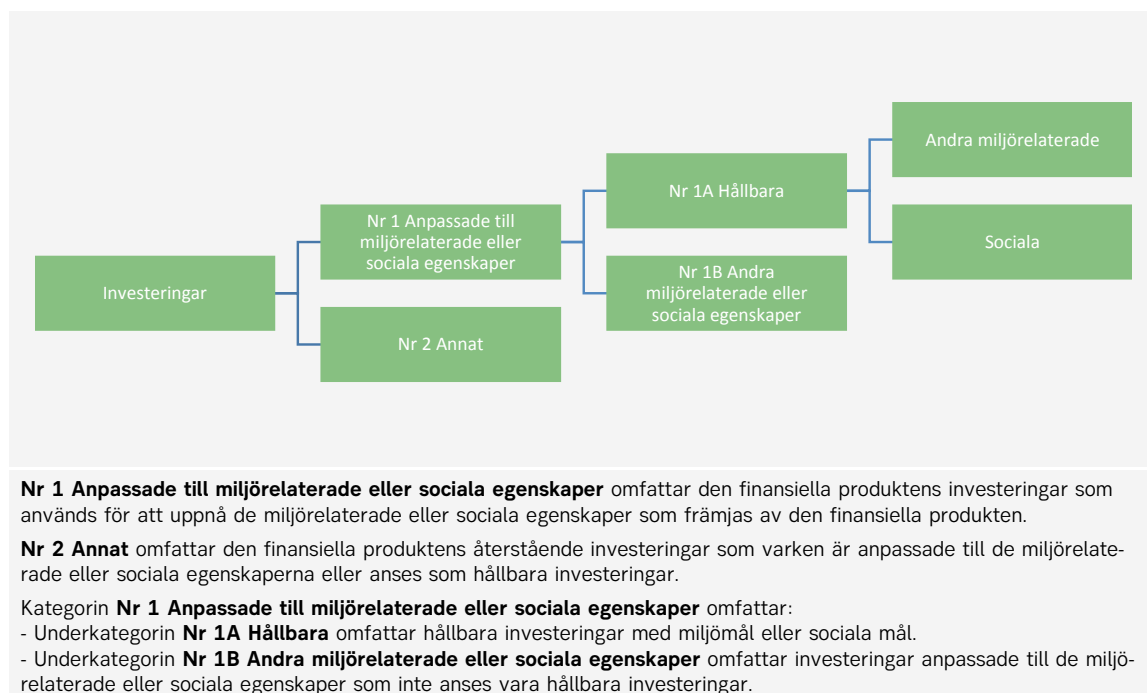 Investeringar
Nr 1 Anpassade till
miljörelaterade eller
sociala egenskaper
Nr 2 Annat
Nr 1A Hållbara
Nr 1B Andra
miljörelaterade eller
sociala egenskaper
Andra miljörelaterade
Sociala
Nr 1 Anpassade till miljörelaterade eller sociala egenskaper omfattar den finansiella produktens investeringar som
används för att uppnå de miljörelaterade eller sociala egenskaper som främjas av den finansiella produkten.
Nr 2 Annat omfattar den finansiella produktens återstående investeringar som varken är anpassade till de miljörelate-
rade eller sociala egenskaperna eller anses som hållbara investeringar.
Kategorin Nr 1 Anpassade till miljörelaterade eller sociala egenskaper omfattar:
- Underkategorin Nr 1A Hållbara omfattar hållbara investeringar med miljömål eller sociala mål.
- Underkategorin Nr 1B Andra miljörelaterade eller sociala egenskaper omfattar investeringar anpassade till de miljö-
relaterade eller sociala egenskaper som inte anses vara hållbara investeringar.